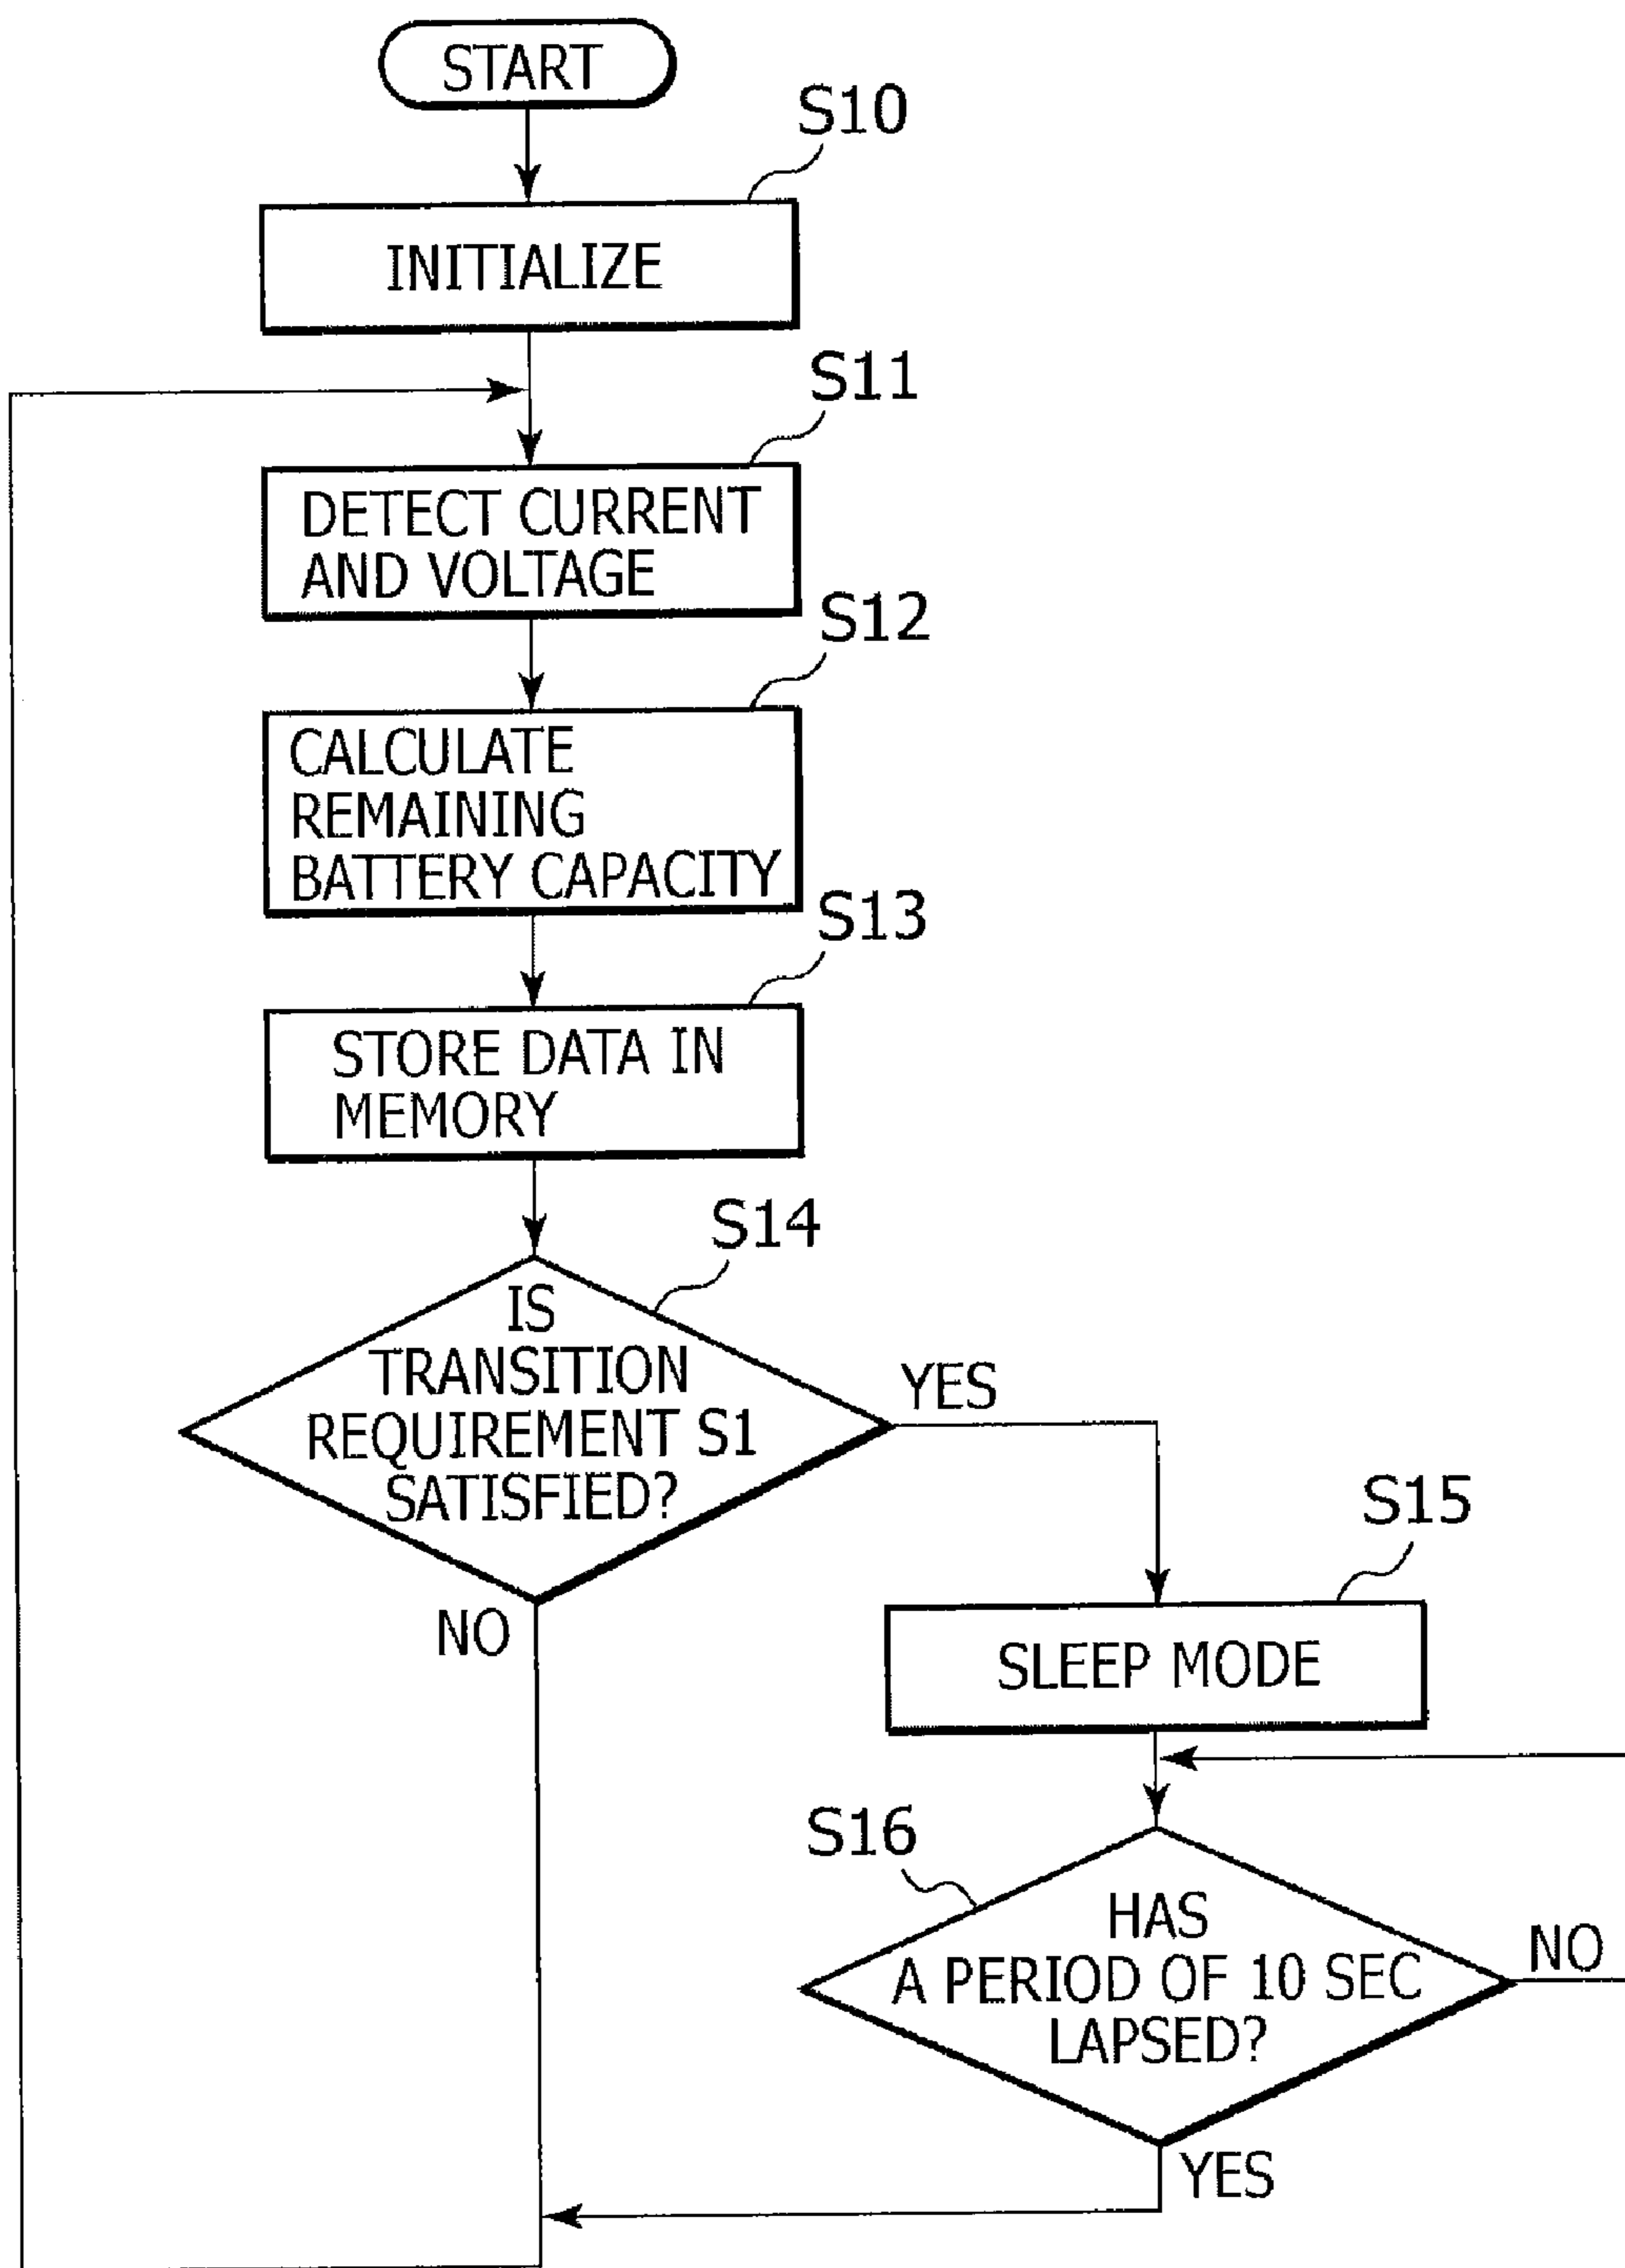 START
S10
INITIALIZE
S11
DETECT CURRENT
AND VOLTAGE
S12
CALCULATE
REMAINING
BATTERY CAPACITY
S13
STORE DATA IN
MEMORY
S14
IS
TRANSITION
REQUIREMENT S1
SATISFIED?
YES
NO
S15
SLEEP MODE
S16
HAS
A PERIOD OF 10 SEC
LAPSED?
NO
YES